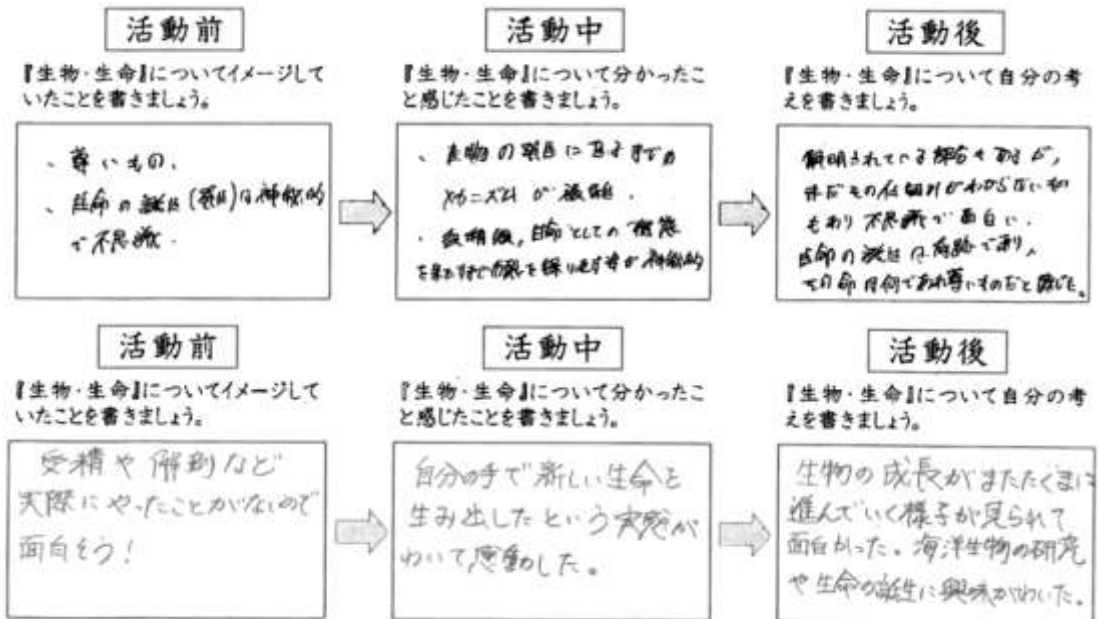 活動前
『生物・生命』についてイメージして
いたことを書きましょう。
、尊いもの、
、生命の誕生(発生)は神秘的
で不思議.
活動中
『生物・生命』について分かったこ
と感じたことを書きましょう。
、生物の発生に至るまでの
メカニズムが複雑.
・生命としての機能
を果たすまで分裂を繰り返す事が神秘的
活動後
『生物・生命』について自分の考
えを書きましょう。
解明されている部分もあるが、
まだその仕組みがわからないものもあり
不思議で面白い.
生命の誕生は奇跡であり、
命は何であれ尊いものだと感じた。
活動前
『生物・生命』についてイメージして
いたことを書きましょう。
受精や解剖など
実際にやったことがないので
面白そう!
活動中
『生物・生命』について分かったこ
と感じたことを書きましょう。
自分の手で新しい生命を
生み出したという実感が
わいて感動した。
活動後
『生物・生命』について自分の考
えを書きましょう。
生物の成長がまたたくまに
進んでいく様子が見られて
面白かった。海洋生物の研究
や生命の誕生に興味がわいた。